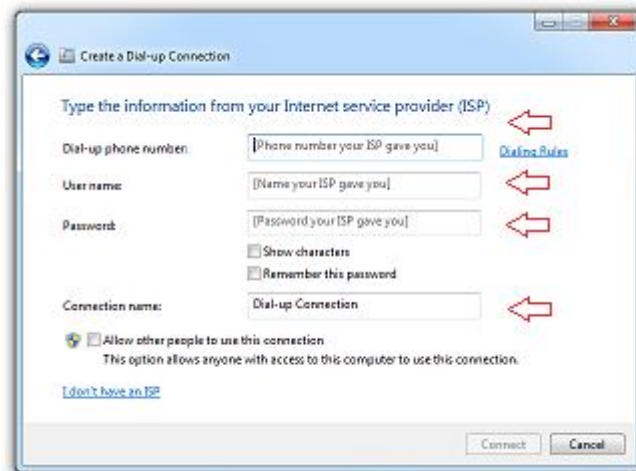 Create a Dial-up Connection
Type the information from your Internet service provider (ISP)
Dial-up phone number: [Phone number your ISP gave you] Dialing Rules
User name: [Name your ISP gave you]
Password: [Password your ISP gave you]
Show characters
Remember this password
Connection name: Dial-up Connection
Allow other people to use this connection
This option allows anyone with access to this computer to use this connection.
I don't have an ISP
Connect Cancel